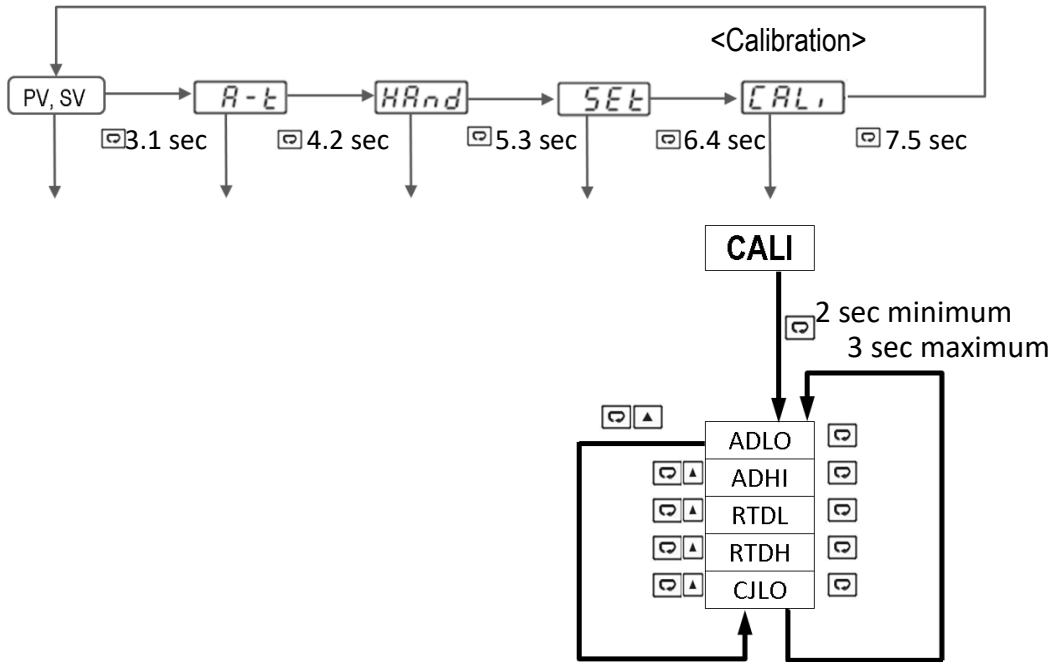 <Calibration>
PV, SV
A-t
HAnd
SEt
CALi
3.1 sec
4.2 sec
5.3 sec
6.4 sec
7.5 sec
CALI
2 sec minimum
3 sec maximum
ADLO
ADHI
RTDL
RTDH
CJLO